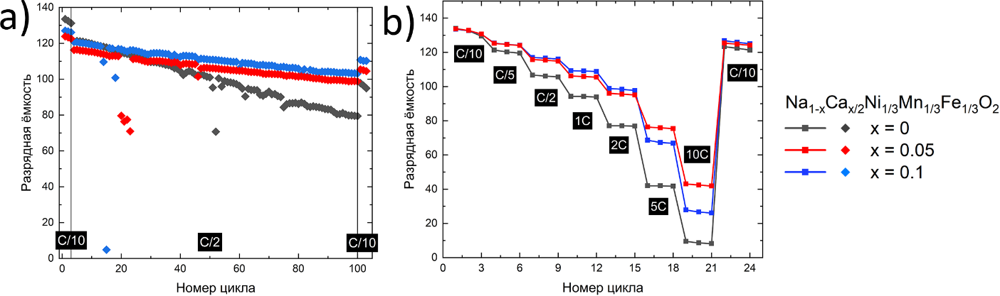 a)
Разрядная ёмкость
140
120
100
80
60
40
20
0
C/10
C/2
C/10
0
20
40
60
80
100
Номер цикла
b)
Разрядная ёмкость
140
120
100
80
60
40
20
0
C/10
C/5
C/2
1C
2C
5C
10C
C/10
0
3
6
9
12
15
18
21
24
Номер цикла
Na₁₋ₓCaₓ/₂Ni₁/₃Mn₁/₃Fe₁/₃O₂
x = 0
x = 0.05
x = 0.1